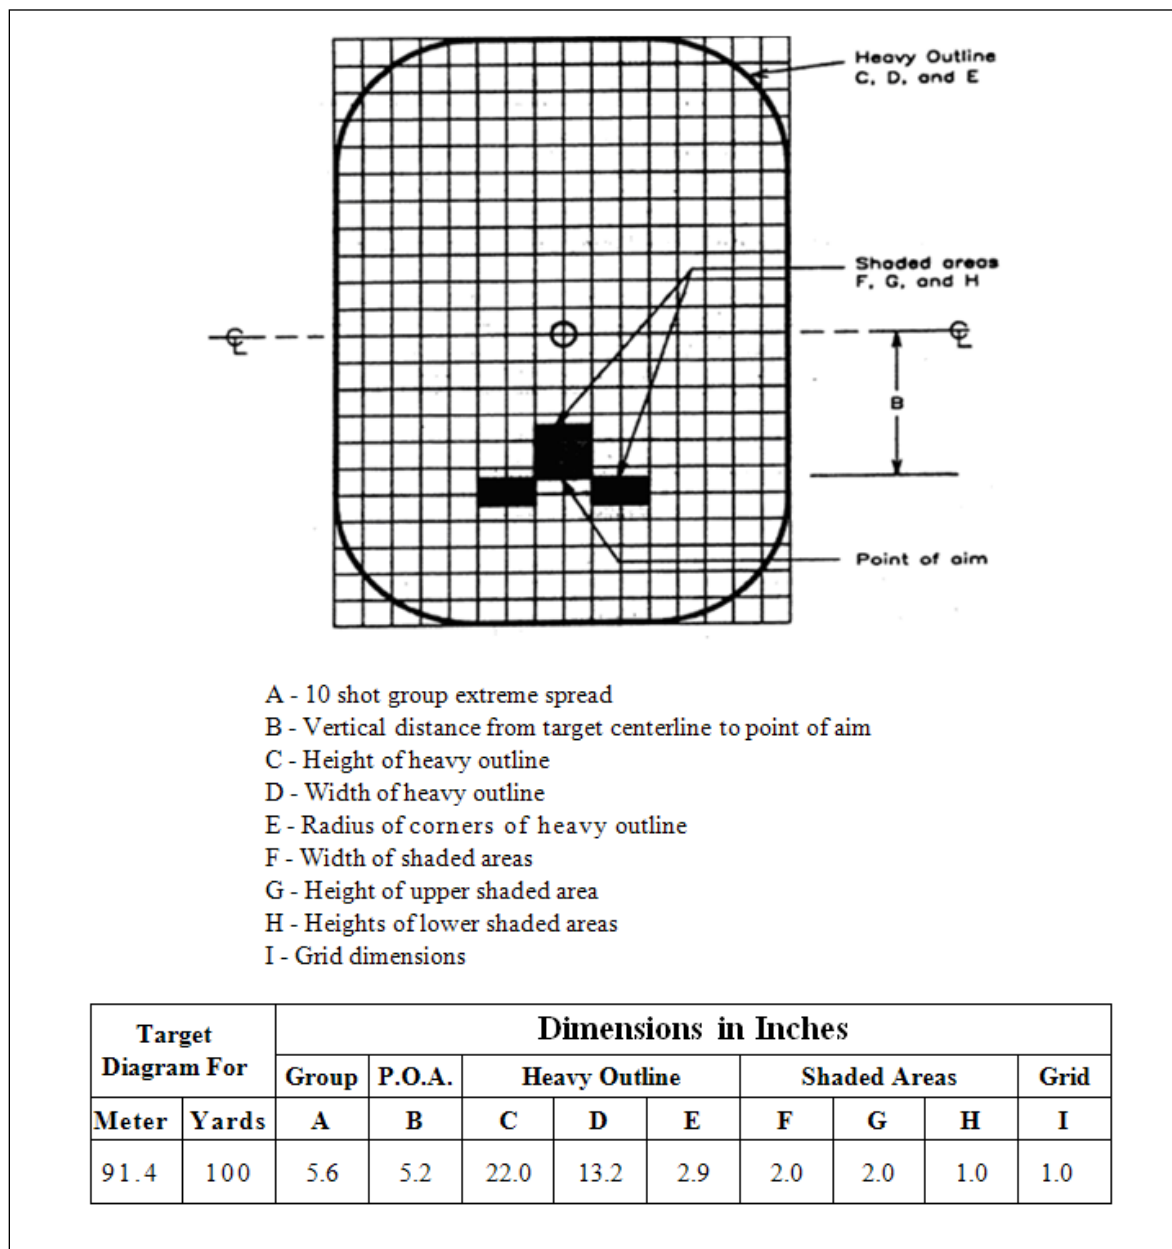 Heavy Outline
C, D, and E
Shaded areas
F, G, and H
℄
℄
B
Point of aim
A - 10 shot group extreme spread
B - Vertical distance from target centerline to point of aim
C - Height of heavy outline
D - Width of heavy outline
E - Radius of corners of heavy outline
F - Width of shaded areas
G - Height of upper shaded area
H - Heights of lower shaded areas
I - Grid dimensions
Target Diagram For Dimensions in Inches
Group P.O.A. Heavy Outline Shaded Areas Grid
Meter Yards A B C D E F G H I
91.4 100 5.6 5.2 22.0 13.2 2.9 2.0 2.0 1.0 1.0